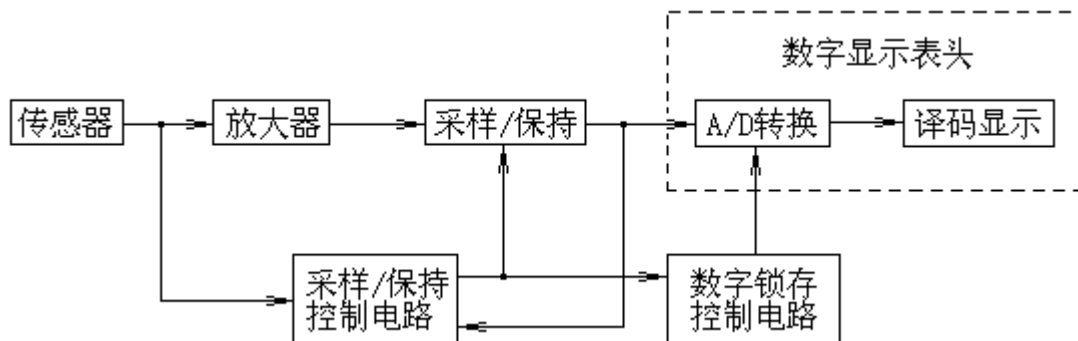 数字显示表头
传感器
放大器
采样/保持
A/D转换
译码显示
采样/保持
控制电路
数字锁存
控制电路